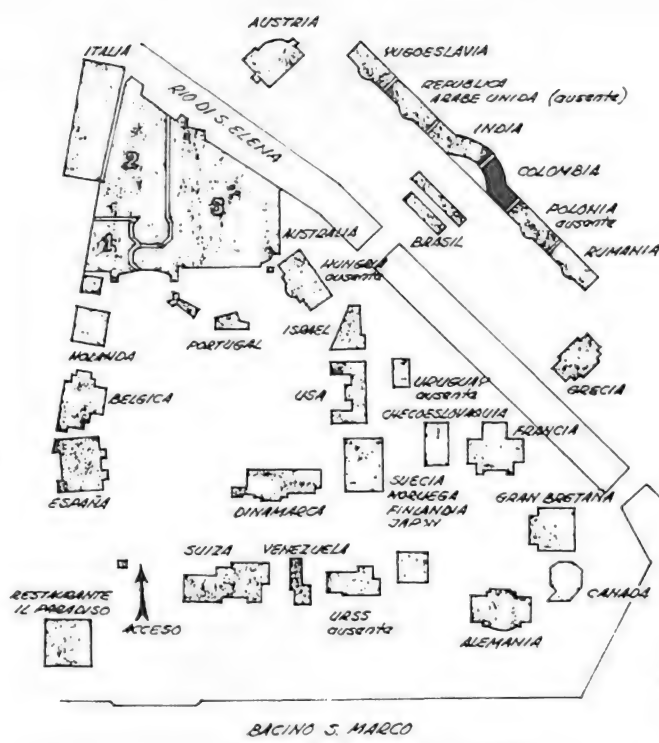 AUSTRIA
ITALIA
RIO DI S. ELENA
YUGOESLAVIA
REPUBLICA
ARABE UNIDA (ausente)
INDIA
COLOMBIA
POLONIA
ausente
RUMANIA
BRASIL
2
3
1
AUSTRALIA
HUNGRIA
ausente
ISRAEL
PORTUGAL
HOLANDA
BELGICA
USA
URUGUAY
ausente
CHECOESLOVAQUIA
FRANCIA
GRECIA
ESPAÑA
DINAMARCA
SUECIA
NORUEGA
FINLANDIA
JAPON
GRAN BRETAÑA
SUIZA
VENEZUELA
URSS
ausente
CANADA
ALEMANIA
RESTAURANTE
IL PARADISO
ACCESO
BACINO S. MARCO